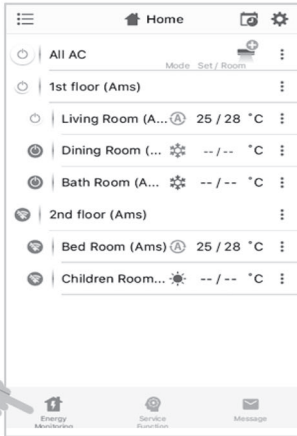 Home
All AC
Mode Set / Room
1st floor (Ams)
Living Room (A... A 25 / 28 °C
Dining Room (... -- / -- °C
Bath Room (A... -- / -- °C
2nd floor (Ams)
Bed Room (Ams) A 25 / 28 °C
Children Room... -- / -- °C
Energy Service Message
Monitoring Function